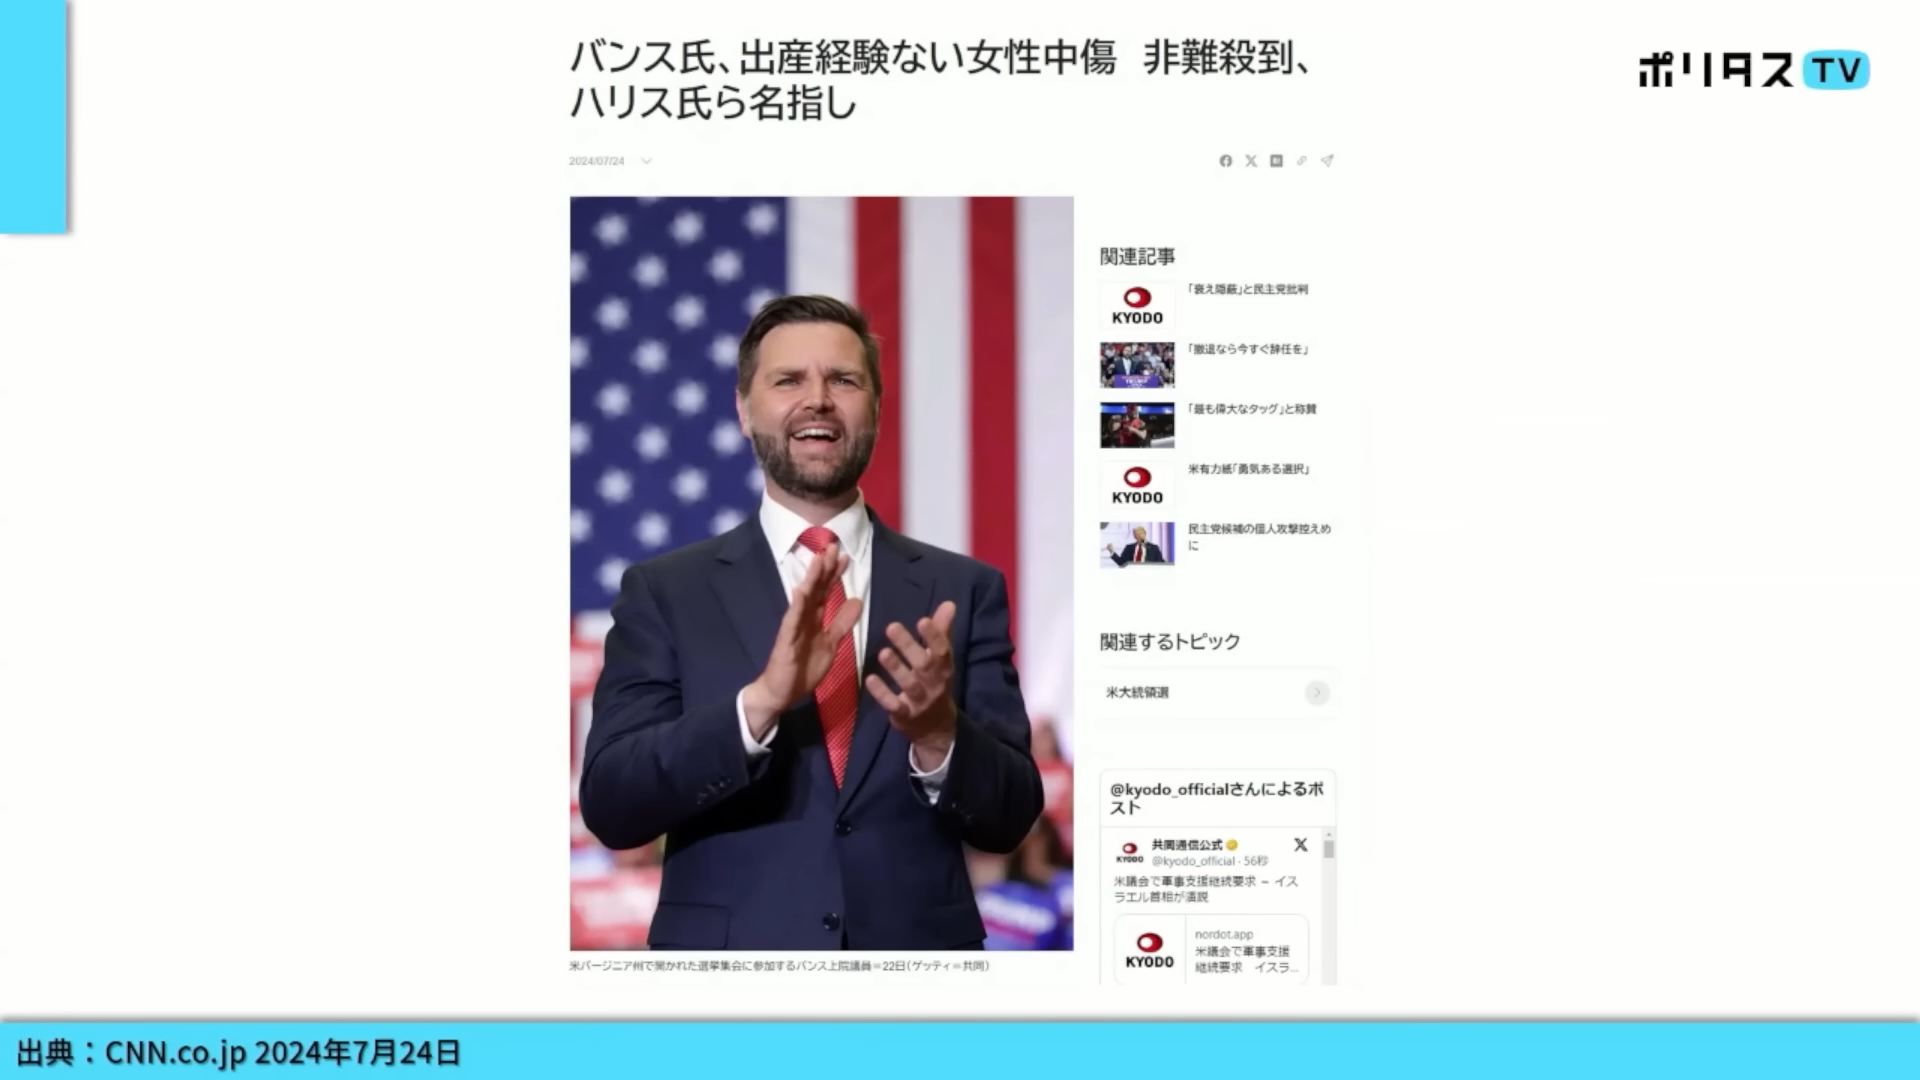 バンス氏、出産経験ない女性中傷　非難殺到、
ハリス氏ら名指し
ポリタスTV
2024/07/24
関連記事
KYODO
「衰え隠蔽」と民主党批判
「撤退なら今すぐ辞任を」
「最も偉大なタッグ」と称賛
KYODO
米有力紙「勇気ある選択」
民主党候補の個人攻撃控えめ
に
関連するトピック
米大統領選
@kyodo_officialさんによるポ
スト
KYODO
共同通信公式
@kyodo_official · 56秒
米議会で軍事支援継続要求 – イス
ラエル首相が演説
KYODO
nordot.app
米議会で軍事支援
継続要求　イスラ...
米バージニア州で開かれた選挙集会に参加するバンス上院議員＝22日（ゲッティ＝共同）
出典：CNN.co.jp 2024年7月24日